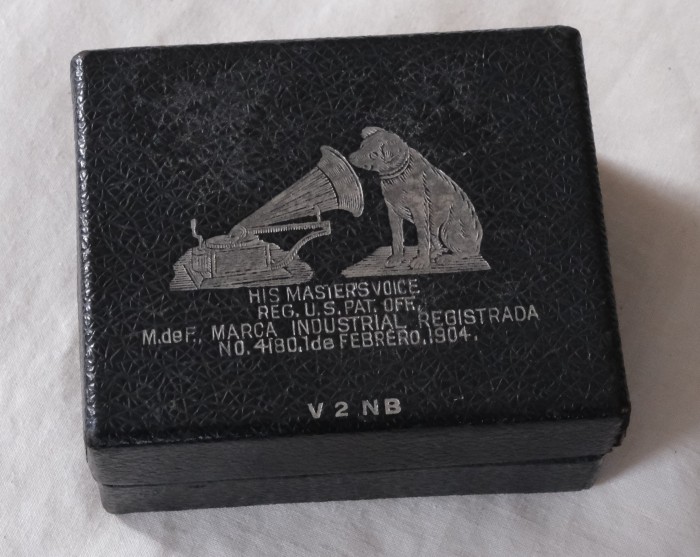 HIS MASTER'S VOICE
REG. U.S. PAT. OFF.
M.deF., MARCA INDUSTRIAL REGISTRADA
NO. 4180.1de FEBRERO.1904.
V 2 NB